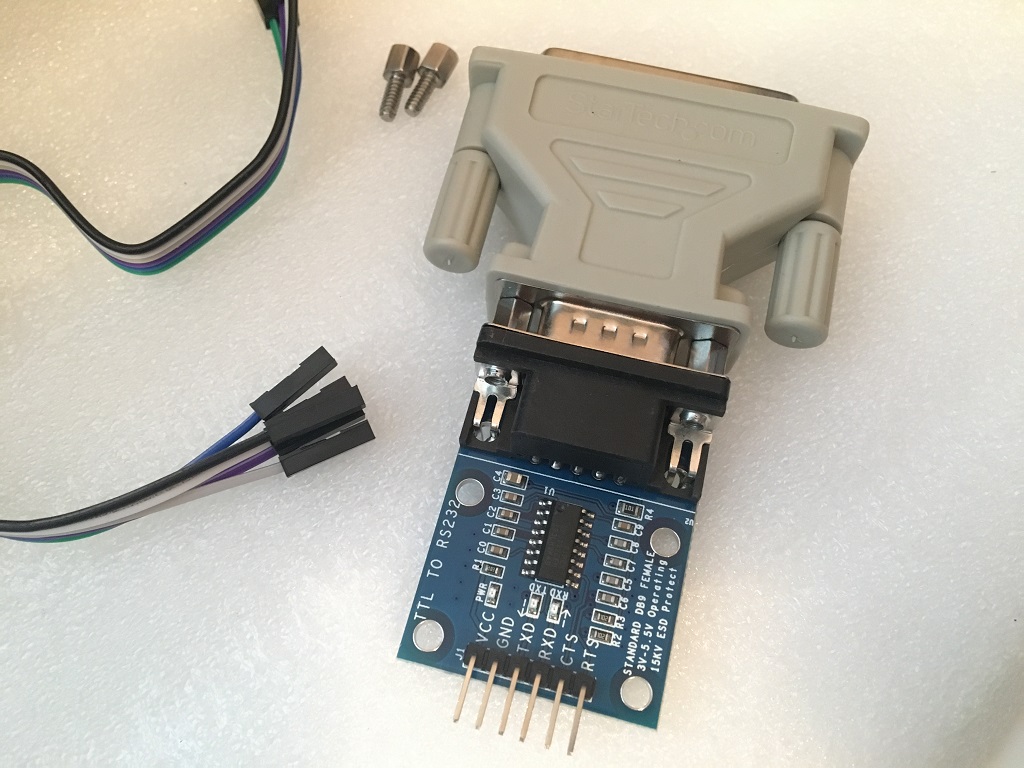 StarTech.com
U1
U2
C4
C3
C2
C1
C0
R1
PWR
R4
C9
C8
C7
C5
C6
R3
R2
TXD
RXD
TTL TO RS232
VCC
GND
TXD
RXD
CTS
RTS
J1
STANDARD DB9 FEMALE
3V-5.5V Operating
15KV ESD Protect